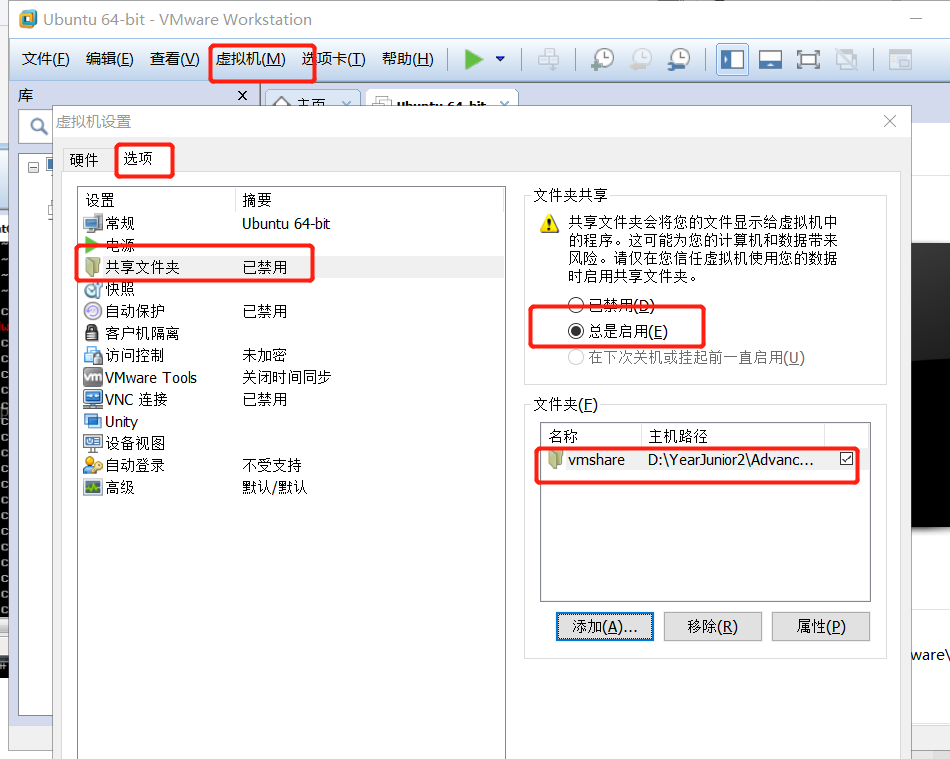 Ubuntu 64-bit - VMware Workstation
文件(F) 编辑(E) 查看(V) 虚拟机(M) 选项卡(T) 帮助(H)
库 X
主页 Ubuntu 64-bit
虚拟机设置
硬件 选项
设置 摘要
常规 Ubuntu 64-bit
电源
共享文件夹 已禁用
快照
自动保护 已禁用
客户机隔离
访问控制 未加密
VMware Tools 关闭时间同步
VNC 连接 已禁用
Unity
设备视图
自动登录 不受支持
高级 默认/默认
文件夹共享
共享文件夹会将您的文件显示给虚拟机中
的程序。这可能为您的计算机和数据带来
风险。请仅在您信任虚拟机使用您的数据
时启用共享文件夹。
已禁用(D)
总是启用(E)
在下次关机或挂起前一直启用(U)
文件夹(F)
名称 主机路径
vmshare D:\YearJunior2\Advanc...
添加(A)... 移除(R) 属性(P)
ware\